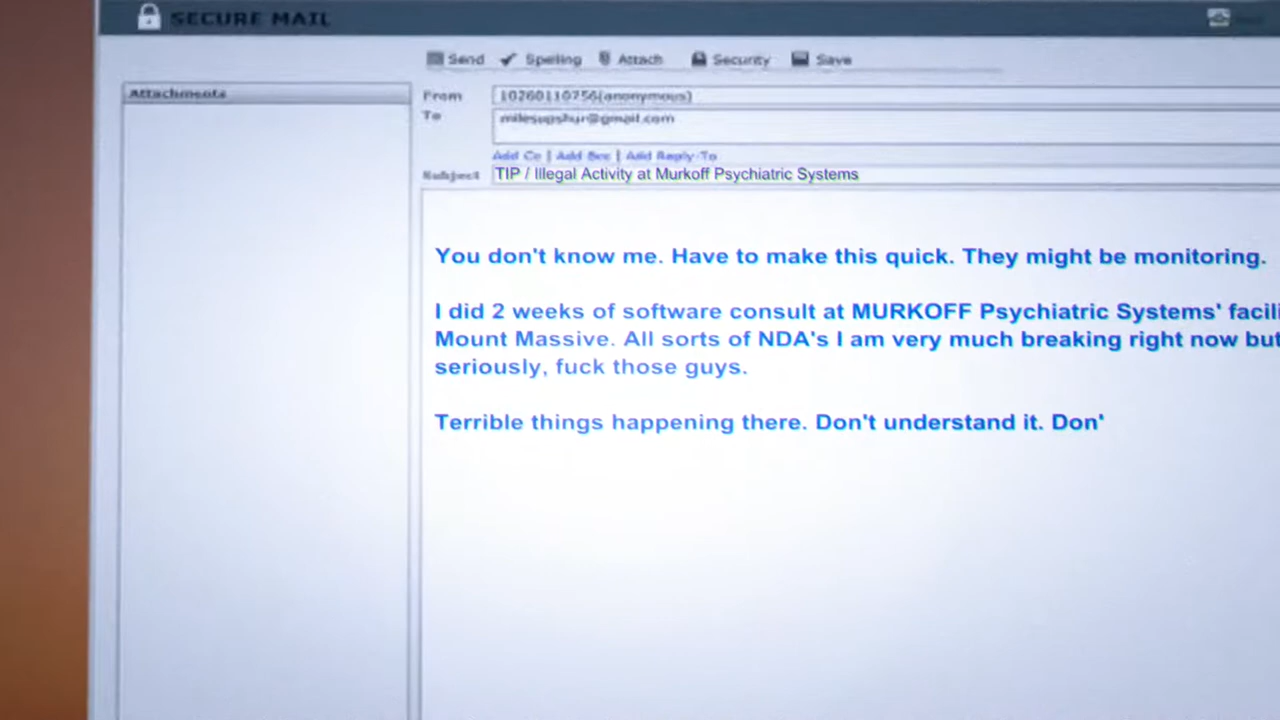 SECURE MAIL
Send Spelling Attach Security Save
Attachments
From 10260110756(anonymous)
To milesupshur@gmail.com
Add Cc | Add Bcc | Add Reply-To
Subject TIP / Illegal Activity at Murkoff Psychiatric Systems
You don't know me. Have to make this quick. They might be monitoring.
I did 2 weeks of software consult at MURKOFF Psychiatric Systems' facili
Mount Massive. All sorts of NDA's I am very much breaking right now but
seriously, fuck those guys.
Terrible things happening there. Don't understand it. Don'